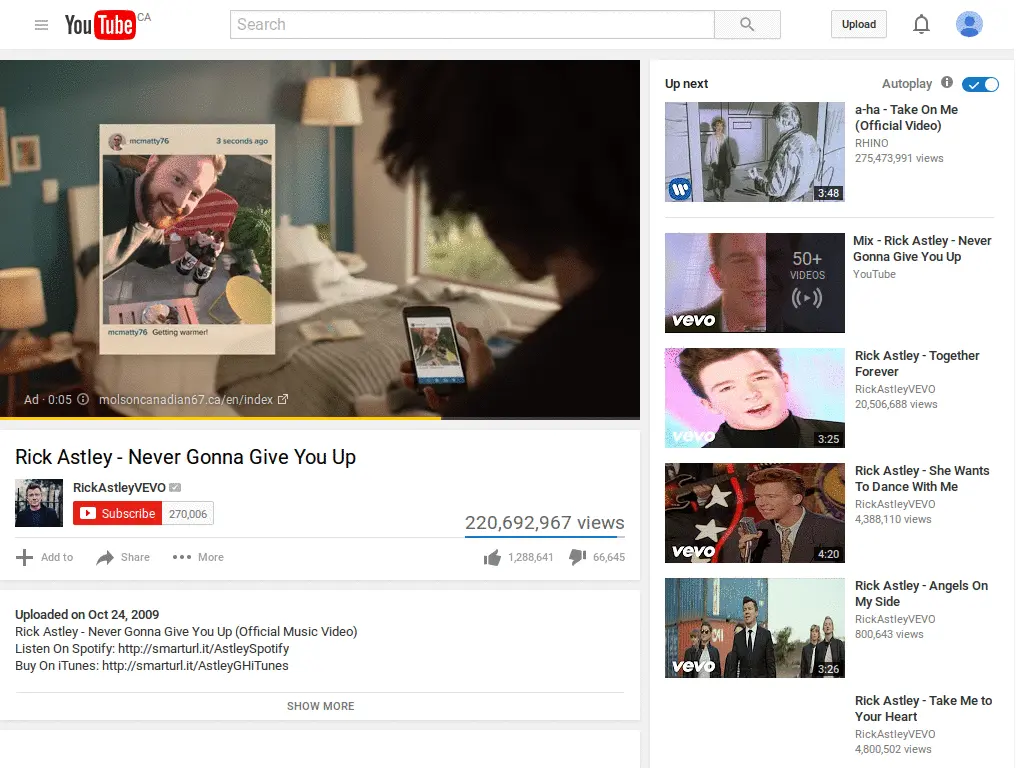 YouTube CA
Search
Upload
mcmatty76 3 seconds ago
mcmatty76 Getting warmer!
Ad · 0:05 molsoncanadian67.ca/en/index
Rick Astley - Never Gonna Give You Up
RickAstleyVEVO
Subscribe 270,006
220,692,967 views
Add to Share More
1,288,641 66,645
Uploaded on Oct 24, 2009
Rick Astley - Never Gonna Give You Up (Official Music Video)
Listen On Spotify: http://smarturl.it/AstleySpotify
Buy On iTunes: http://smarturl.it/AstleyGHiTunes
SHOW MORE
Up next Autoplay
3:48
a-ha - Take On Me
(Official Video)
RHINO
275,473,991 views
50+
VIDEOS
vevo
Mix - Rick Astley - Never
Gonna Give You Up
YouTube
vevo
3:25
Rick Astley - Together
Forever
RickAstleyVEVO
20,506,688 views
vevo
4:20
Rick Astley - She Wants
To Dance With Me
RickAstleyVEVO
4,388,110 views
vevo
3:26
Rick Astley - Angels On
My Side
RickAstleyVEVO
800,643 views
Rick Astley - Take Me to
Your Heart
RickAstleyVEVO
4,800,502 views